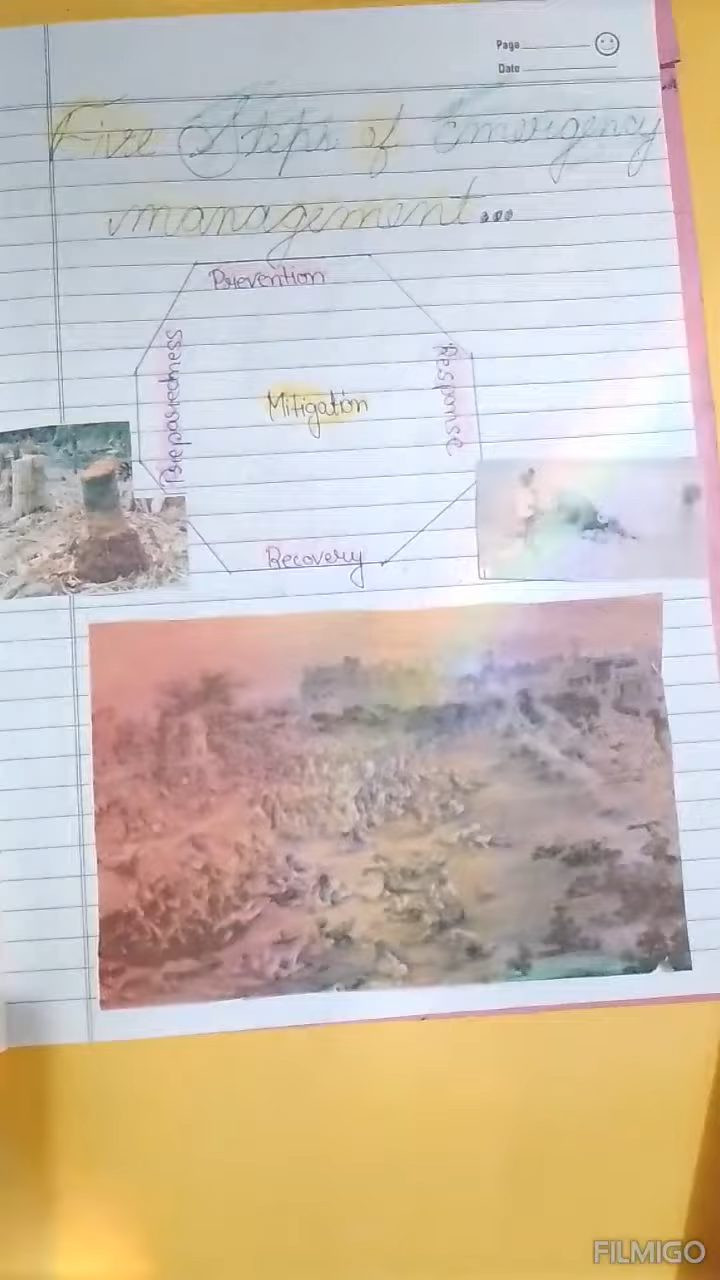 Page
Date
Five Steps of Emergency
management...
Prevention
Preparedness
Response
Mitigation
Recovery
FILMIGO